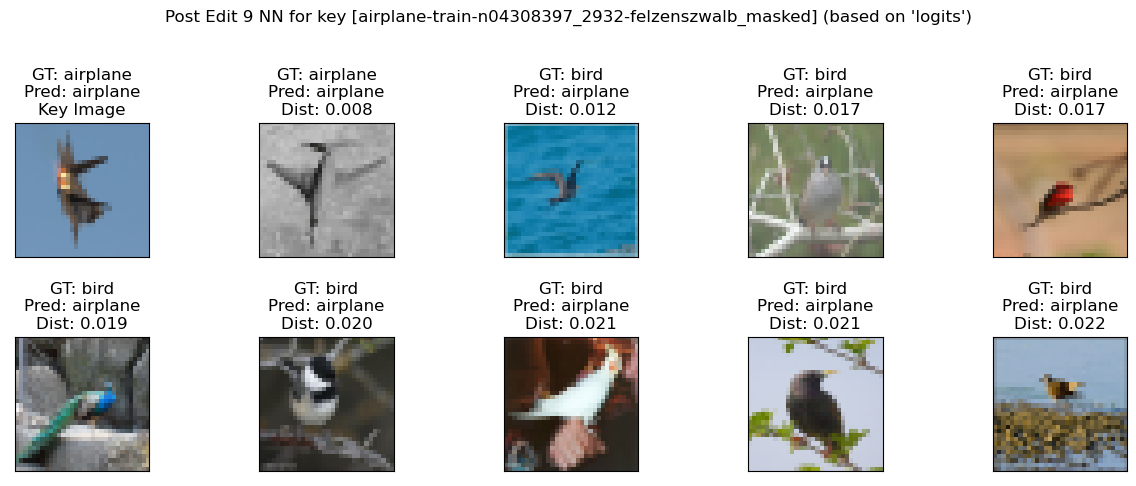 Post Edit 9 NN for key [airplane-train-n04308397_2932-felzenszwalb_masked] (based on 'logits')
GT: airplane
Pred: airplane
Key Image
GT: airplane
Pred: airplane
Dist: 0.008
GT: bird
Pred: airplane
Dist: 0.012
GT: bird
Pred: airplane
Dist: 0.017
GT: bird
Pred: airplane
Dist: 0.017
GT: bird
Pred: airplane
Dist: 0.019
GT: bird
Pred: airplane
Dist: 0.020
GT: bird
Pred: airplane
Dist: 0.021
GT: bird
Pred: airplane
Dist: 0.021
GT: bird
Pred: airplane
Dist: 0.022